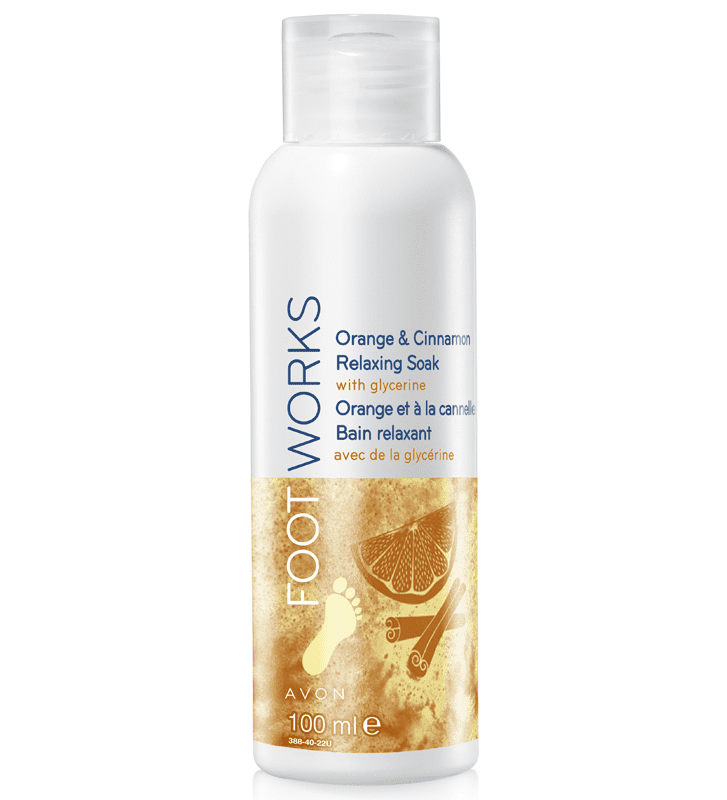 FOOT WORKS
Orange & Cinnamon
Relaxing Soak
with glycerine
Orange et à la cannelle
Bain relaxant
avec de la glycérine
AVON
100 ml e
388-40-22U